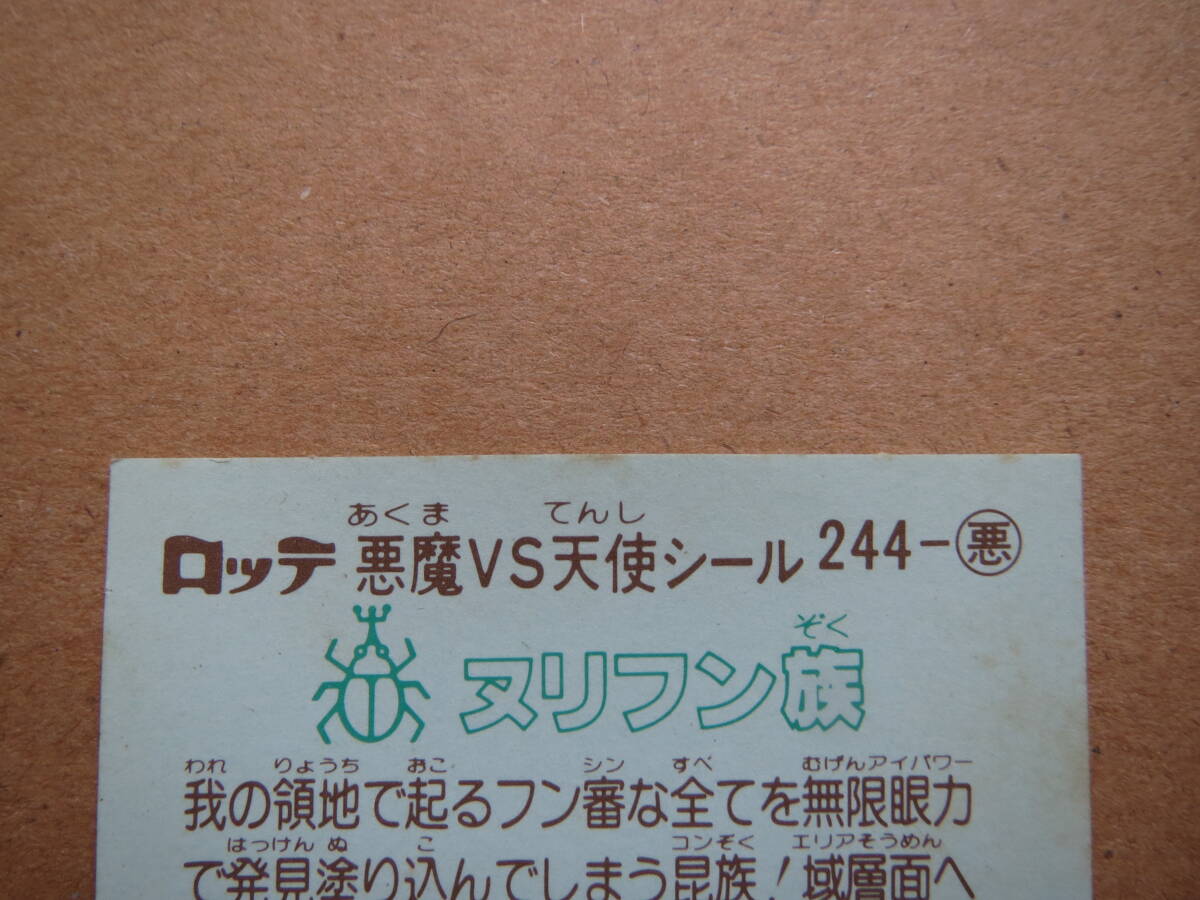 あくま てんし
ロッテ 悪魔VS天使シール 244-悪
ぞく
ヌリフン族
われ りょうち おこ シン すべ むげんアイパワー
我の領地で起るフン審な全てを無限眼力
はっけん ぬ こ コンぞく エリアそうめん
で発見塗り込んでしまう昆族!域層面へ